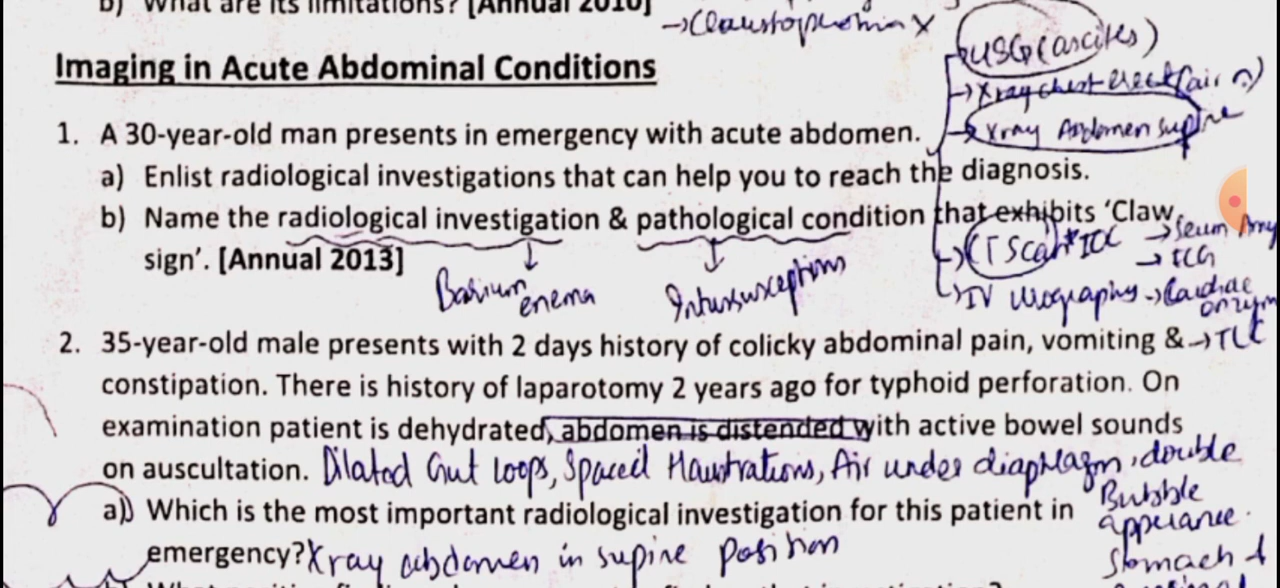 b) What are its limitations? [Annual 2010]
→Claustophomia X
Imaging in Acute Abdominal Conditions
→USG (ascites)
→Xray chest erect (air
→Xray Abdomen supine
1. A 30-year-old man presents in emergency with acute abdomen.
a) Enlist radiological investigations that can help you to reach the diagnosis.
b) Name the radiological investigation & pathological condition that exhibits 'Claw
sign'. [Annual 2013]
Barium enema
Intursusception
→CT Scan* IOC
→IV urography
→Serum Amy
→ECG
→Cardiac enzym
→TLC
2. 35-year-old male presents with 2 days history of colicky abdominal pain, vomiting &
constipation. There is history of laparotomy 2 years ago for typhoid perforation. On
examination patient is dehydrated, abdomen is distended with active bowel sounds
on auscultation. Dilated Gut loops, Spaced Haustrations, Air under diaphragm, double
Bubble
appearance.
Stomach +
a) Which is the most important radiological investigation for this patient in
emergency? Xray abdomen in supine position